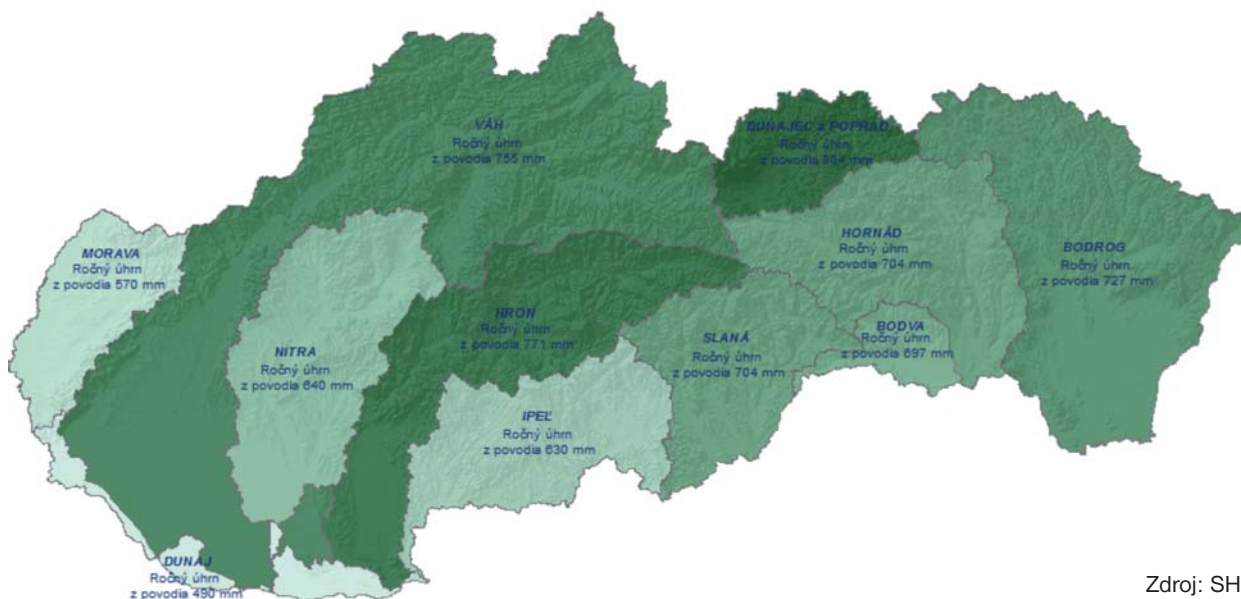 VÁH
Ročný úhrn
z povodia 755 mm
DUNAJEC a POPRAD
Ročný úhrn
z povodia 804 mm
MORAVA
Ročný úhrn
z povodia 570 mm
HORNÁD
Ročný úhrn
z povodia 704 mm
BODROG
Ročný úhrn
z povodia 727 mm
HRON
Ročný úhrn
z povodia 771 mm
NITRA
Ročný úhrn
z povodia 640 mm
SLANÁ
Ročný úhrn
z povodia 704 mm
BODVA
Ročný úhrn
z povodia 697 mm
IPEĽ
Ročný úhrn
z povodia 630 mm
DUNAJ
Ročný úhrn
z povodia 490 mm
Zdroj: SH